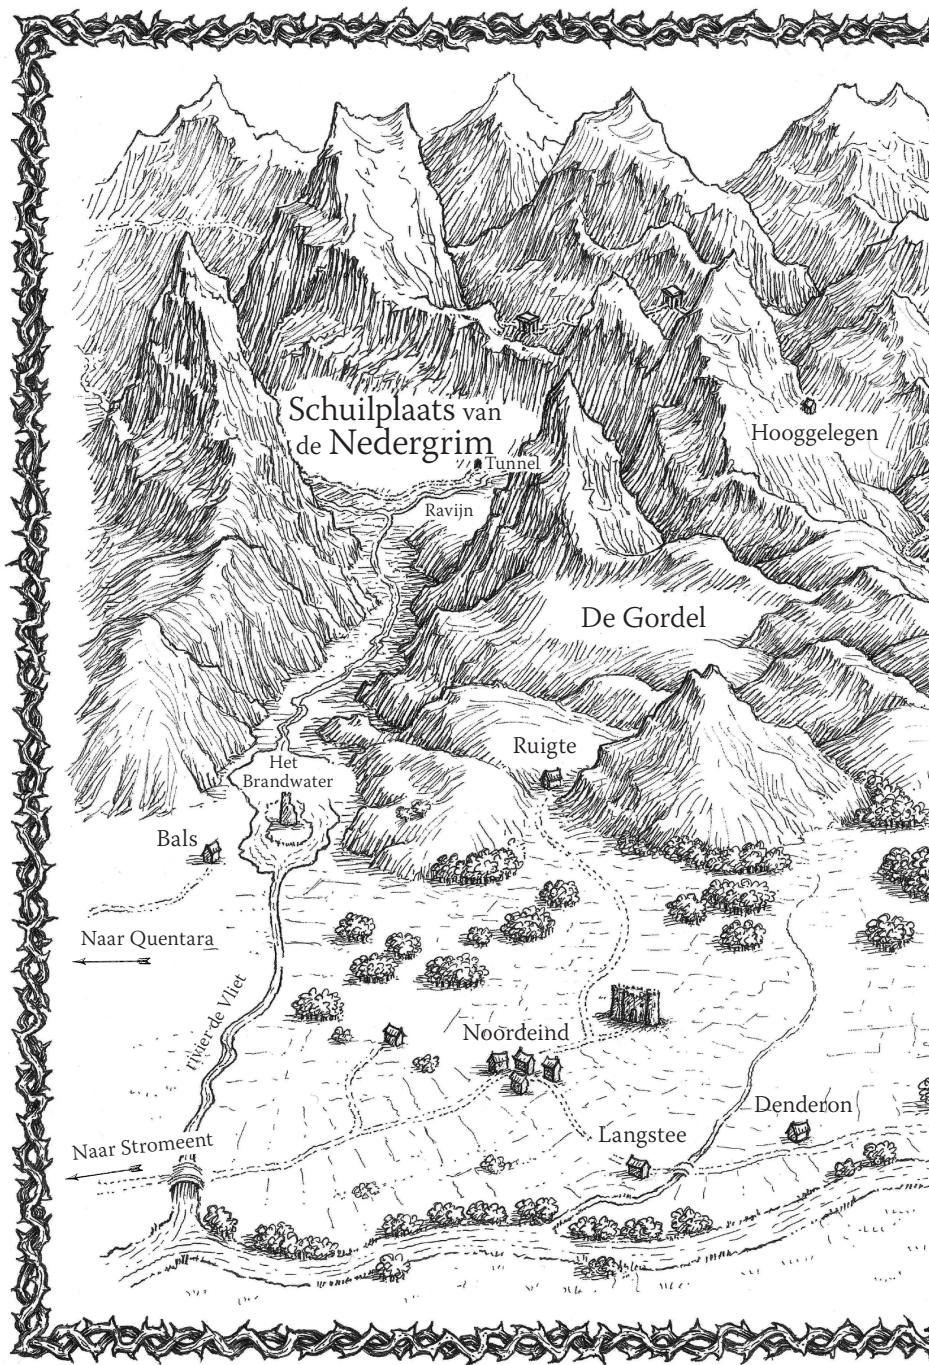 Schuilplaats van
de Nedergrim
Tunnel
Hooggelegen
Ravijn
De Gordel
Ruigte
Het
Brandwater
Bals
Naar Quentara
rivier de Vliet
Noordeind
Denderon
Langstee
Naar Stromeent